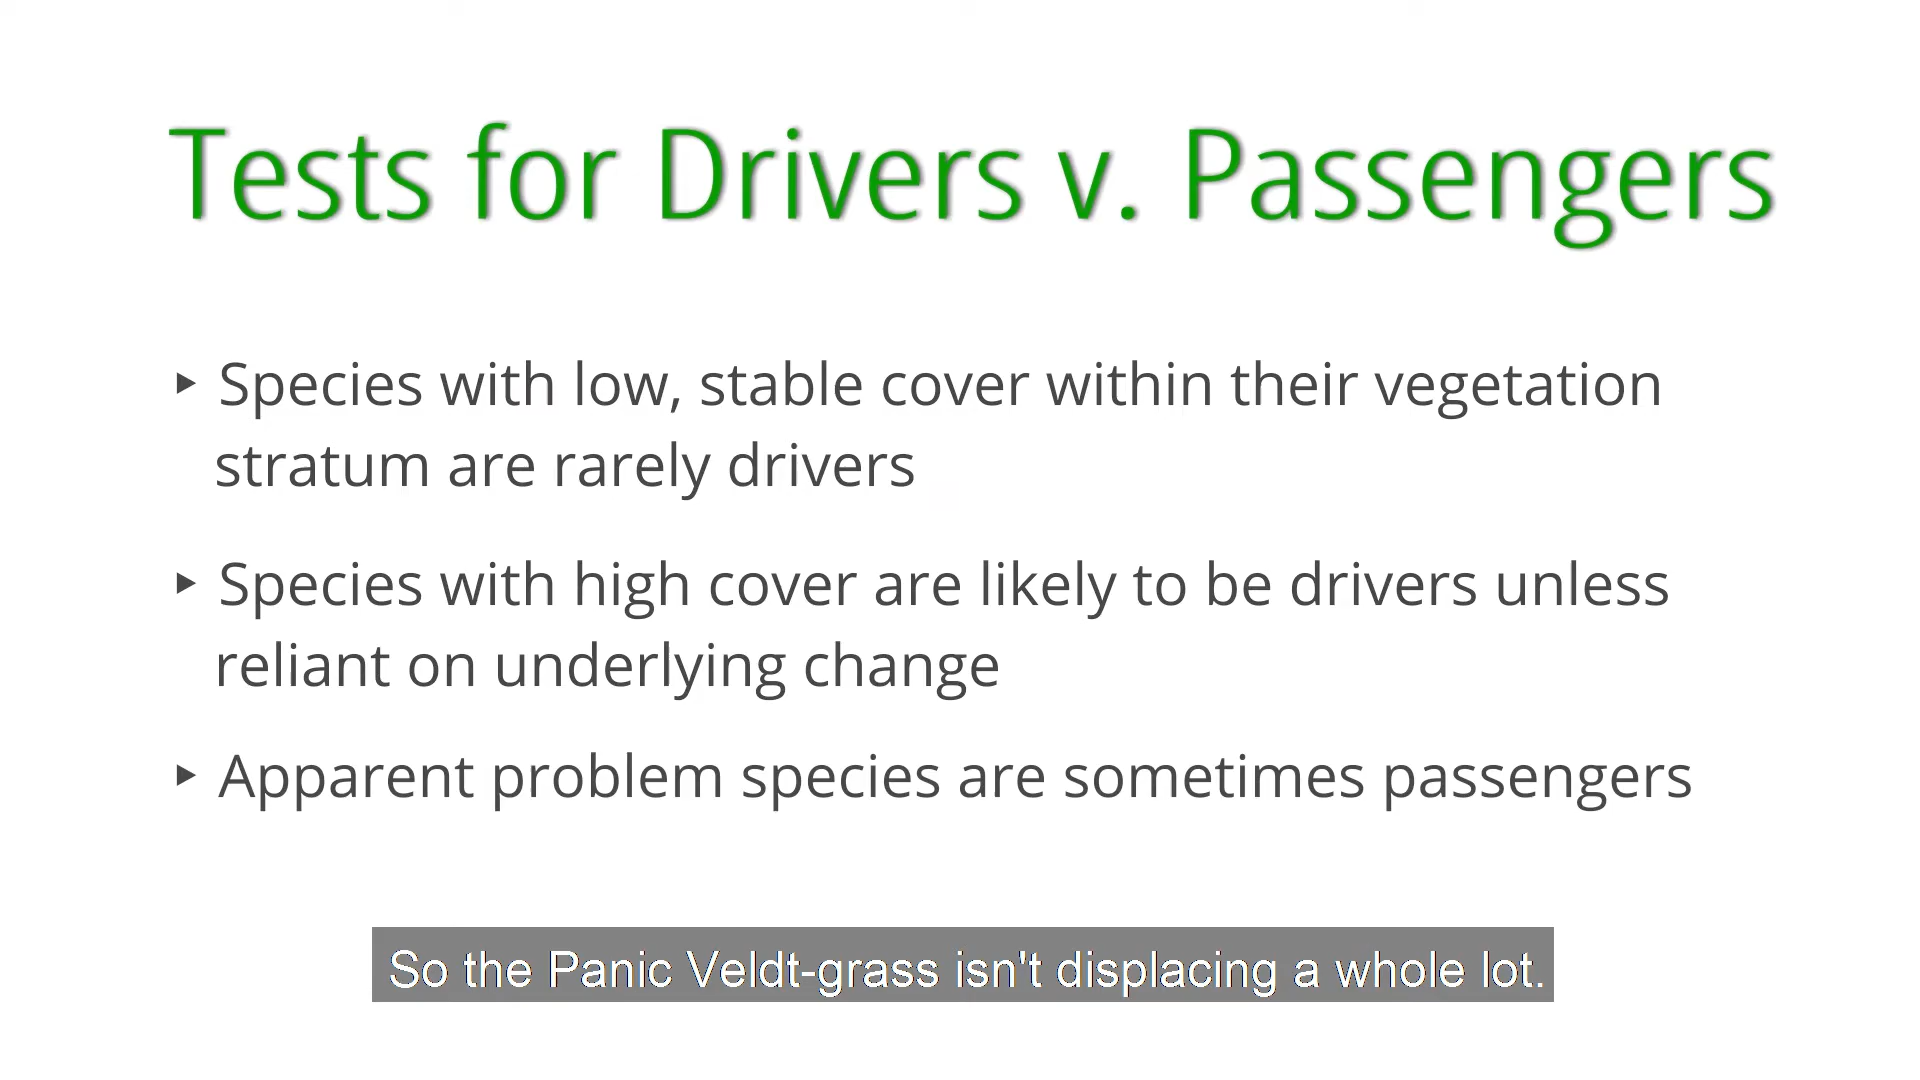 Tests for Drivers v. Passengers
‣ Species with low, stable cover within their vegetation
stratum are rarely drivers
‣ Species with high cover are likely to be drivers unless
reliant on underlying change
‣ Apparent problem species are sometimes passengers
So the Panic Veldt-grass isn't displacing a whole lot.